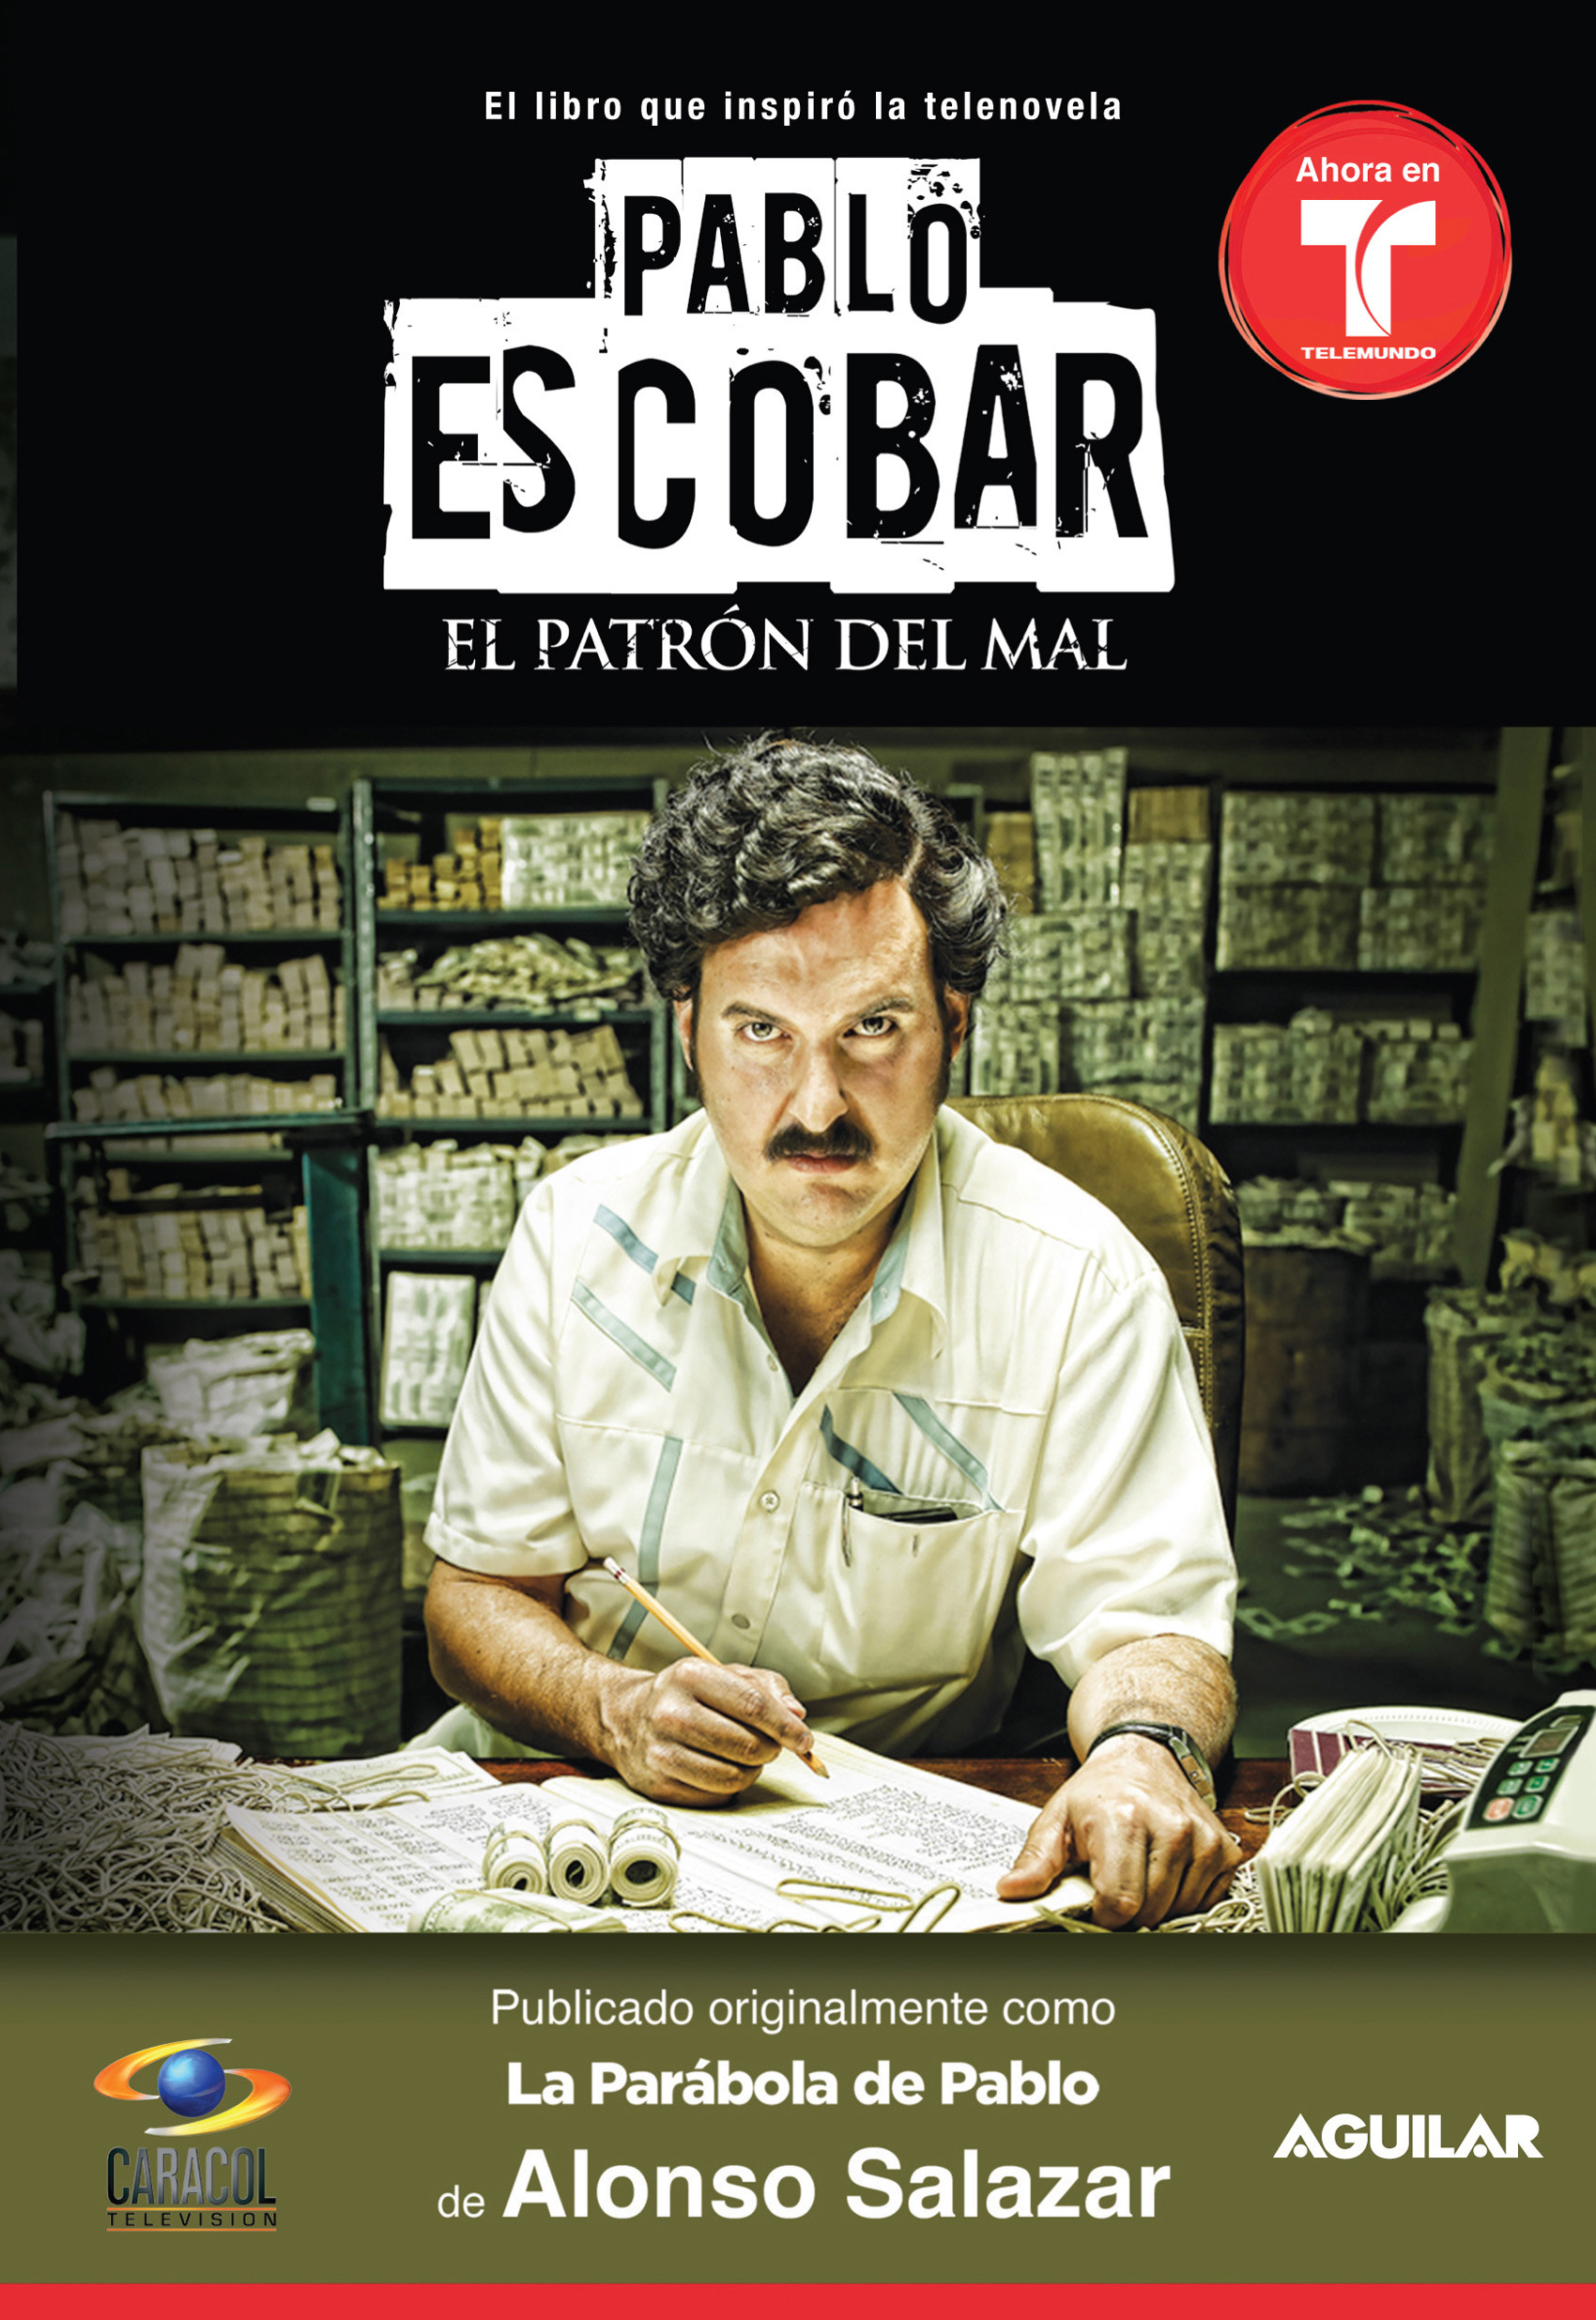 El libro que inspiró la telenovela
Ahora en
TELEMUNDO
PABLO
ESCOBAR
EL PATRÓN DEL MAL
Publicado originalmente como
La Parábola de Pablo
de Alonso Salazar
CARACOL
TELEVISION
AGUILAR